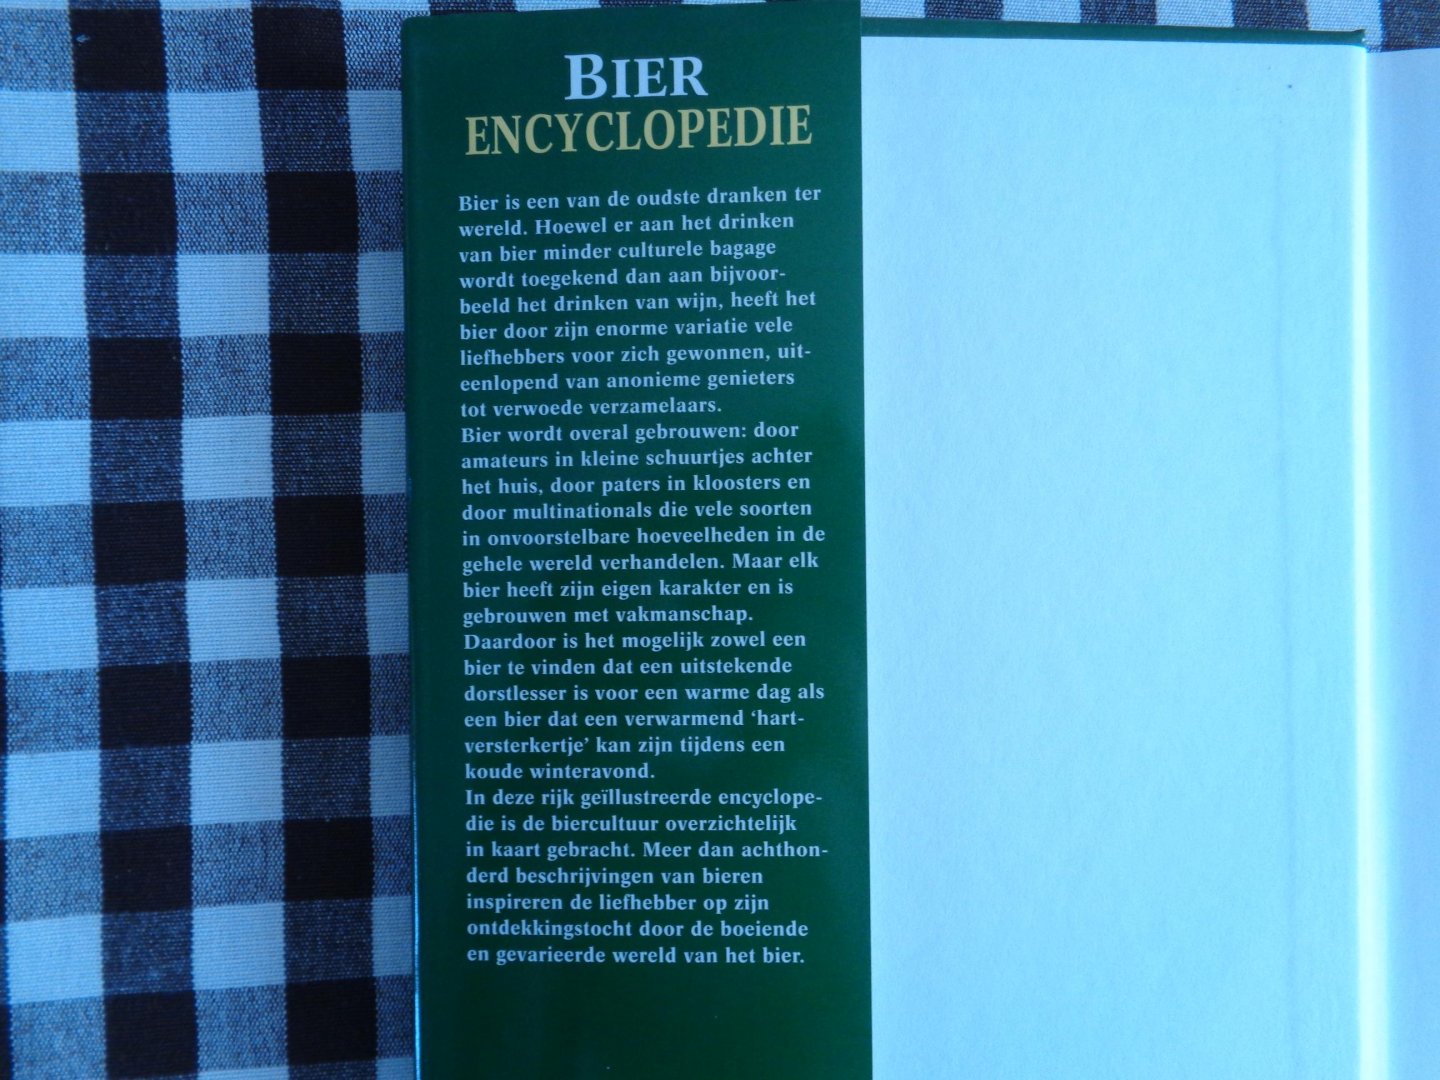 BIER
ENCYCLOPEDIE
Bier is een van de oudste dranken ter
wereld. Hoewel er aan het drinken
van bier minder culturele bagage
wordt toegekend dan aan bijvoor-
beeld het drinken van wijn, heeft het
bier door zijn enorme variatie vele
liefhebbers voor zich gewonnen, uit-
eenlopend van anonieme genieters
tot verwoede verzamelaars.
Bier wordt overal gebrouwen: door
amateurs in kleine schuurtjes achter
het huis, door paters in kloosters en
door multinationals die vele soorten
in onvoorstelbare hoeveelheden in de
gehele wereld verhandelen. Maar elk
bier heeft zijn eigen karakter en is
gebrouwen met vakmanschap.
Daardoor is het mogelijk zowel een
bier te vinden dat een uitstekende
dorstlesser is voor een warme dag als
een bier dat een verwarmend ‘hart-
versterkertje’ kan zijn tijdens een
koude winteravond.
In deze rijk geïllustreerde encyclope-
die is de biercultuur overzichtelijk
in kaart gebracht. Meer dan achthon-
derd beschrijvingen van bieren
inspireren de liefhebber op zijn
ontdekkingstocht door de boeiende
en gevarieerde wereld van het bier.